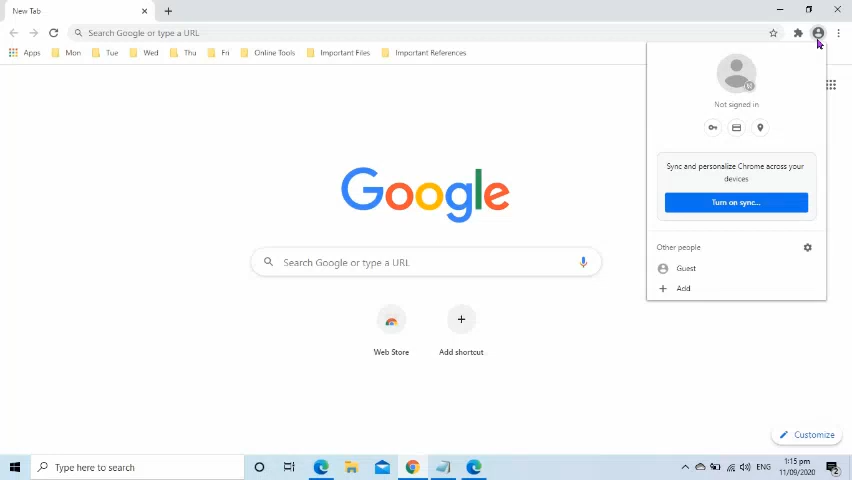 New Tab
Search Google or type a URL
Apps Mon Tue Wed Thu Fri Online Tools Important Files Important References
Not signed in
Sync and personalize Chrome across your
devices
Turn on sync...
Other people
Guest
Add
Google
Search Google or type a URL
Web Store Add shortcut
Customize
Type here to search
ENG
1:15 pm
11/09/2020
2